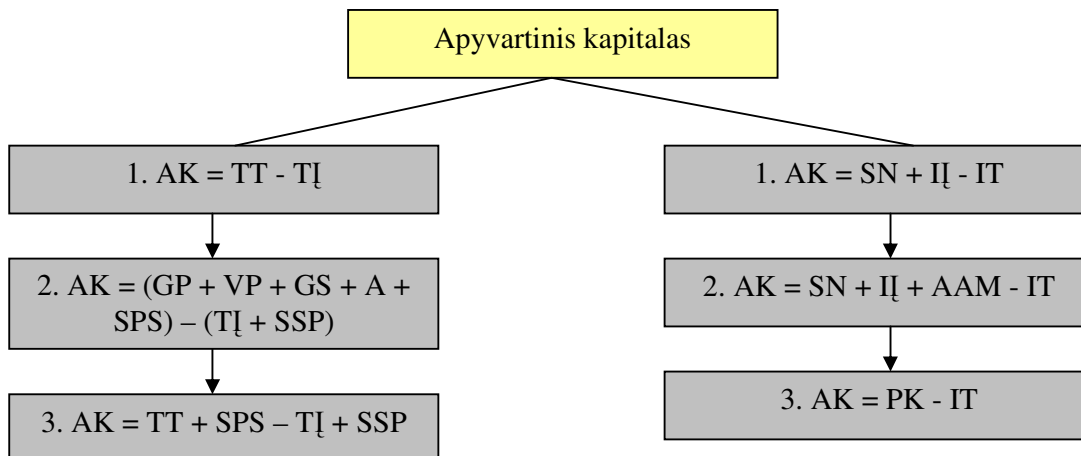 Apyvartinis kapitalas
1. AK = TT - TĮ
2. AK = (GP + VP + GS + A +
SPS) – (TĮ + SSP)
3. AK = TT + SPS – TĮ + SSP
1. AK = SN + IĮ - IT
2. AK = SN + IĮ + AAM - IT
3. AK = PK - IT